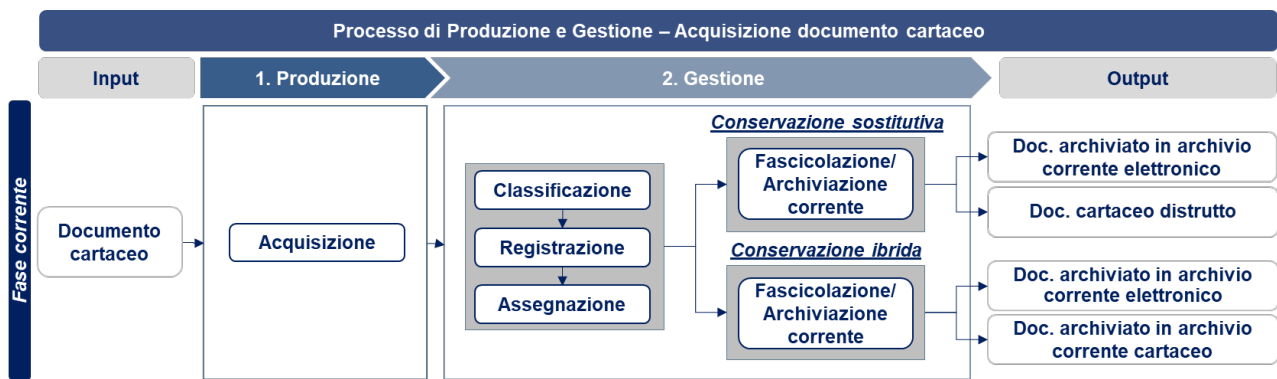 Processo di Produzione e Gestione – Acquisizione documento cartaceo
Input
1. Produzione
2. Gestione
Output
Fase corrente
Documento
cartaceo
Acquisizione
Classificazione
Registrazione
Assegnazione
Conservazione sostitutiva
Fascicolazione/
Archiviazione
corrente
Conservazione ibrida
Fascicolazione/
Archiviazione
corrente
Doc. archiviato in archivio
corrente elettronico
Doc. cartaceo distrutto
Doc. archiviato in archivio
corrente elettronico
Doc. archiviato in archivio
corrente cartaceo